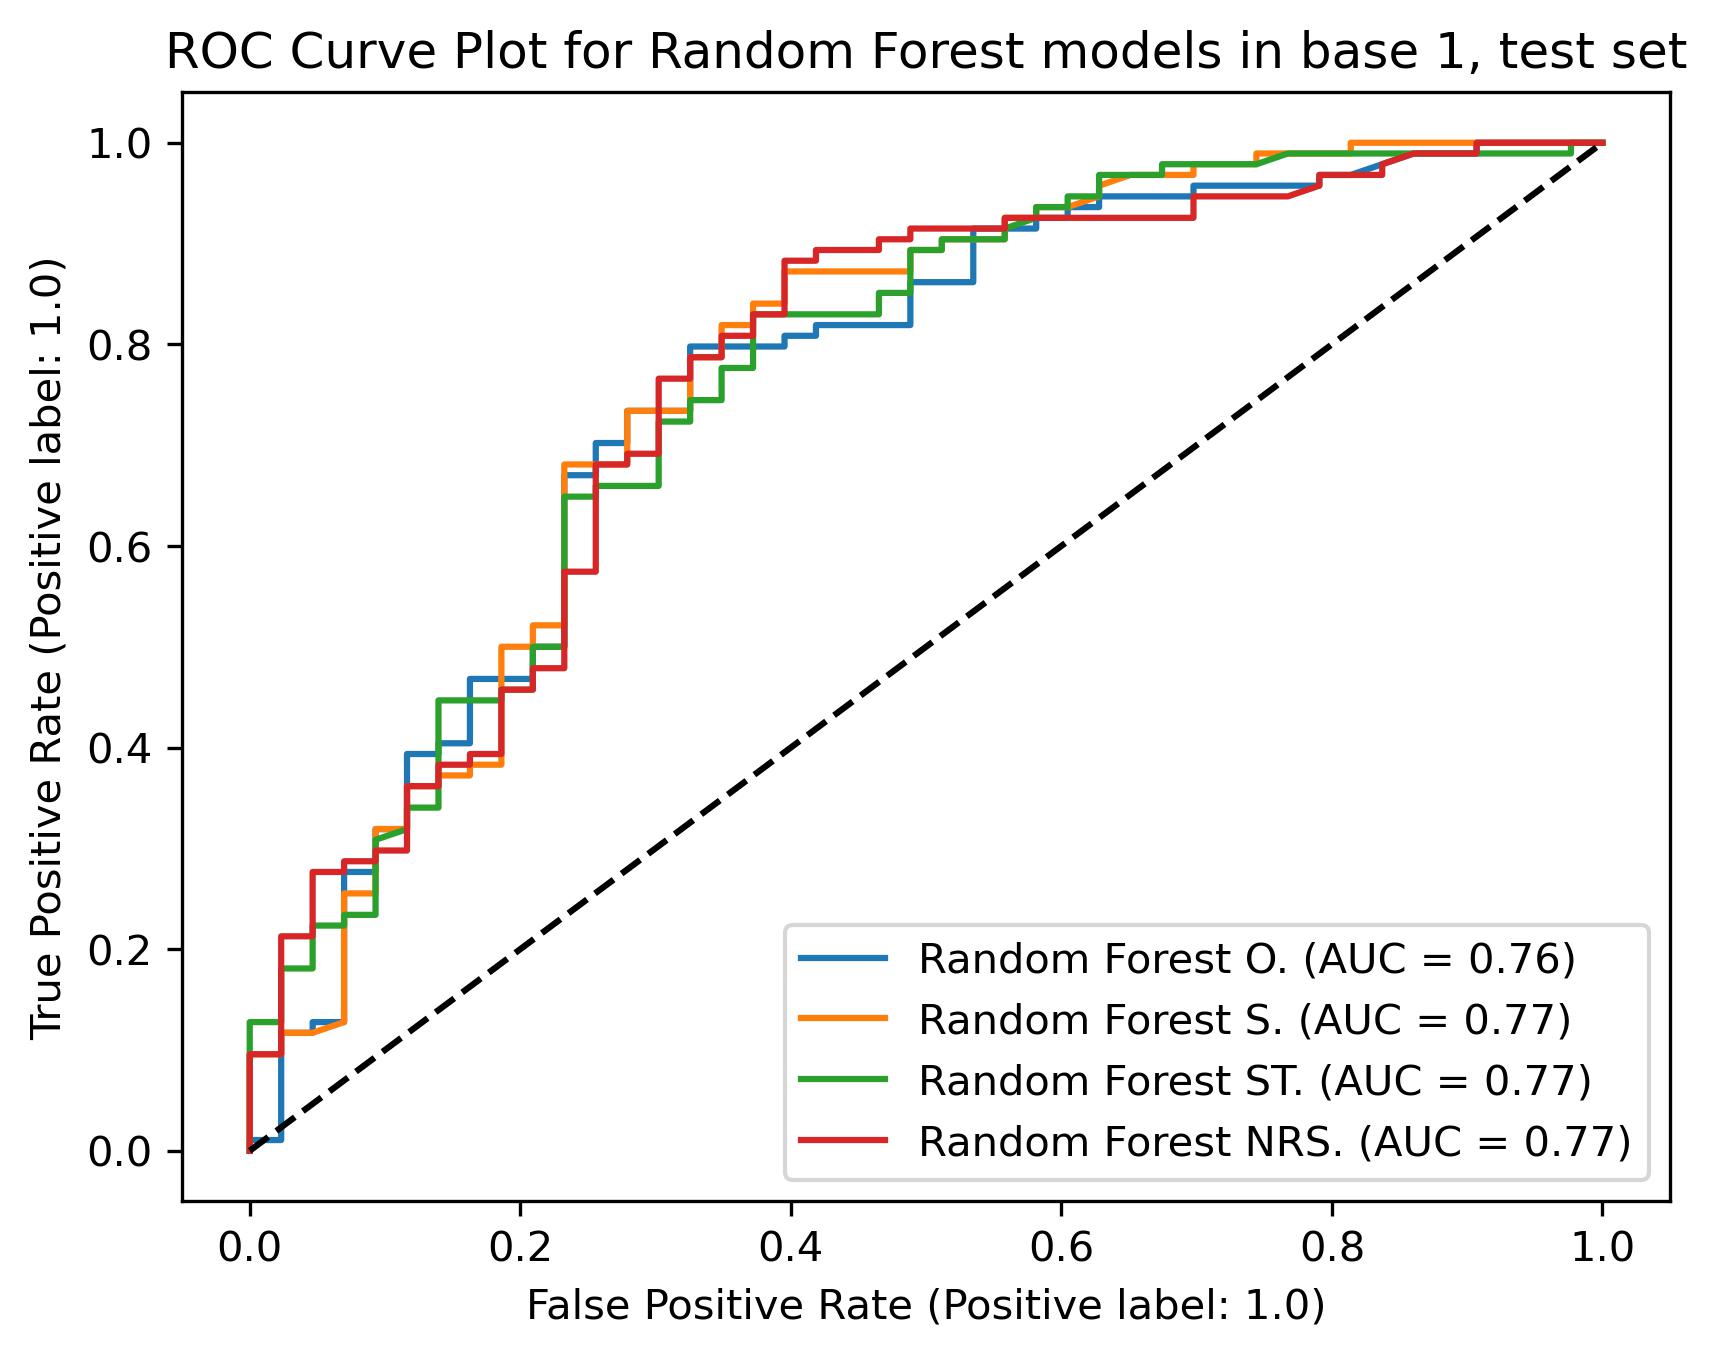 ROC Curve Plot for Random Forest models in base 1, test set
True Positive Rate (Positive label: 1.0)
1.0
0.8
0.6
0.4
0.2
0.0
Random Forest O. (AUC = 0.76)
Random Forest S. (AUC = 0.77)
Random Forest ST. (AUC = 0.77)
Random Forest NRS. (AUC = 0.77)
0.0 0.2 0.4 0.6 0.8 1.0
False Positive Rate (Positive label: 1.0)